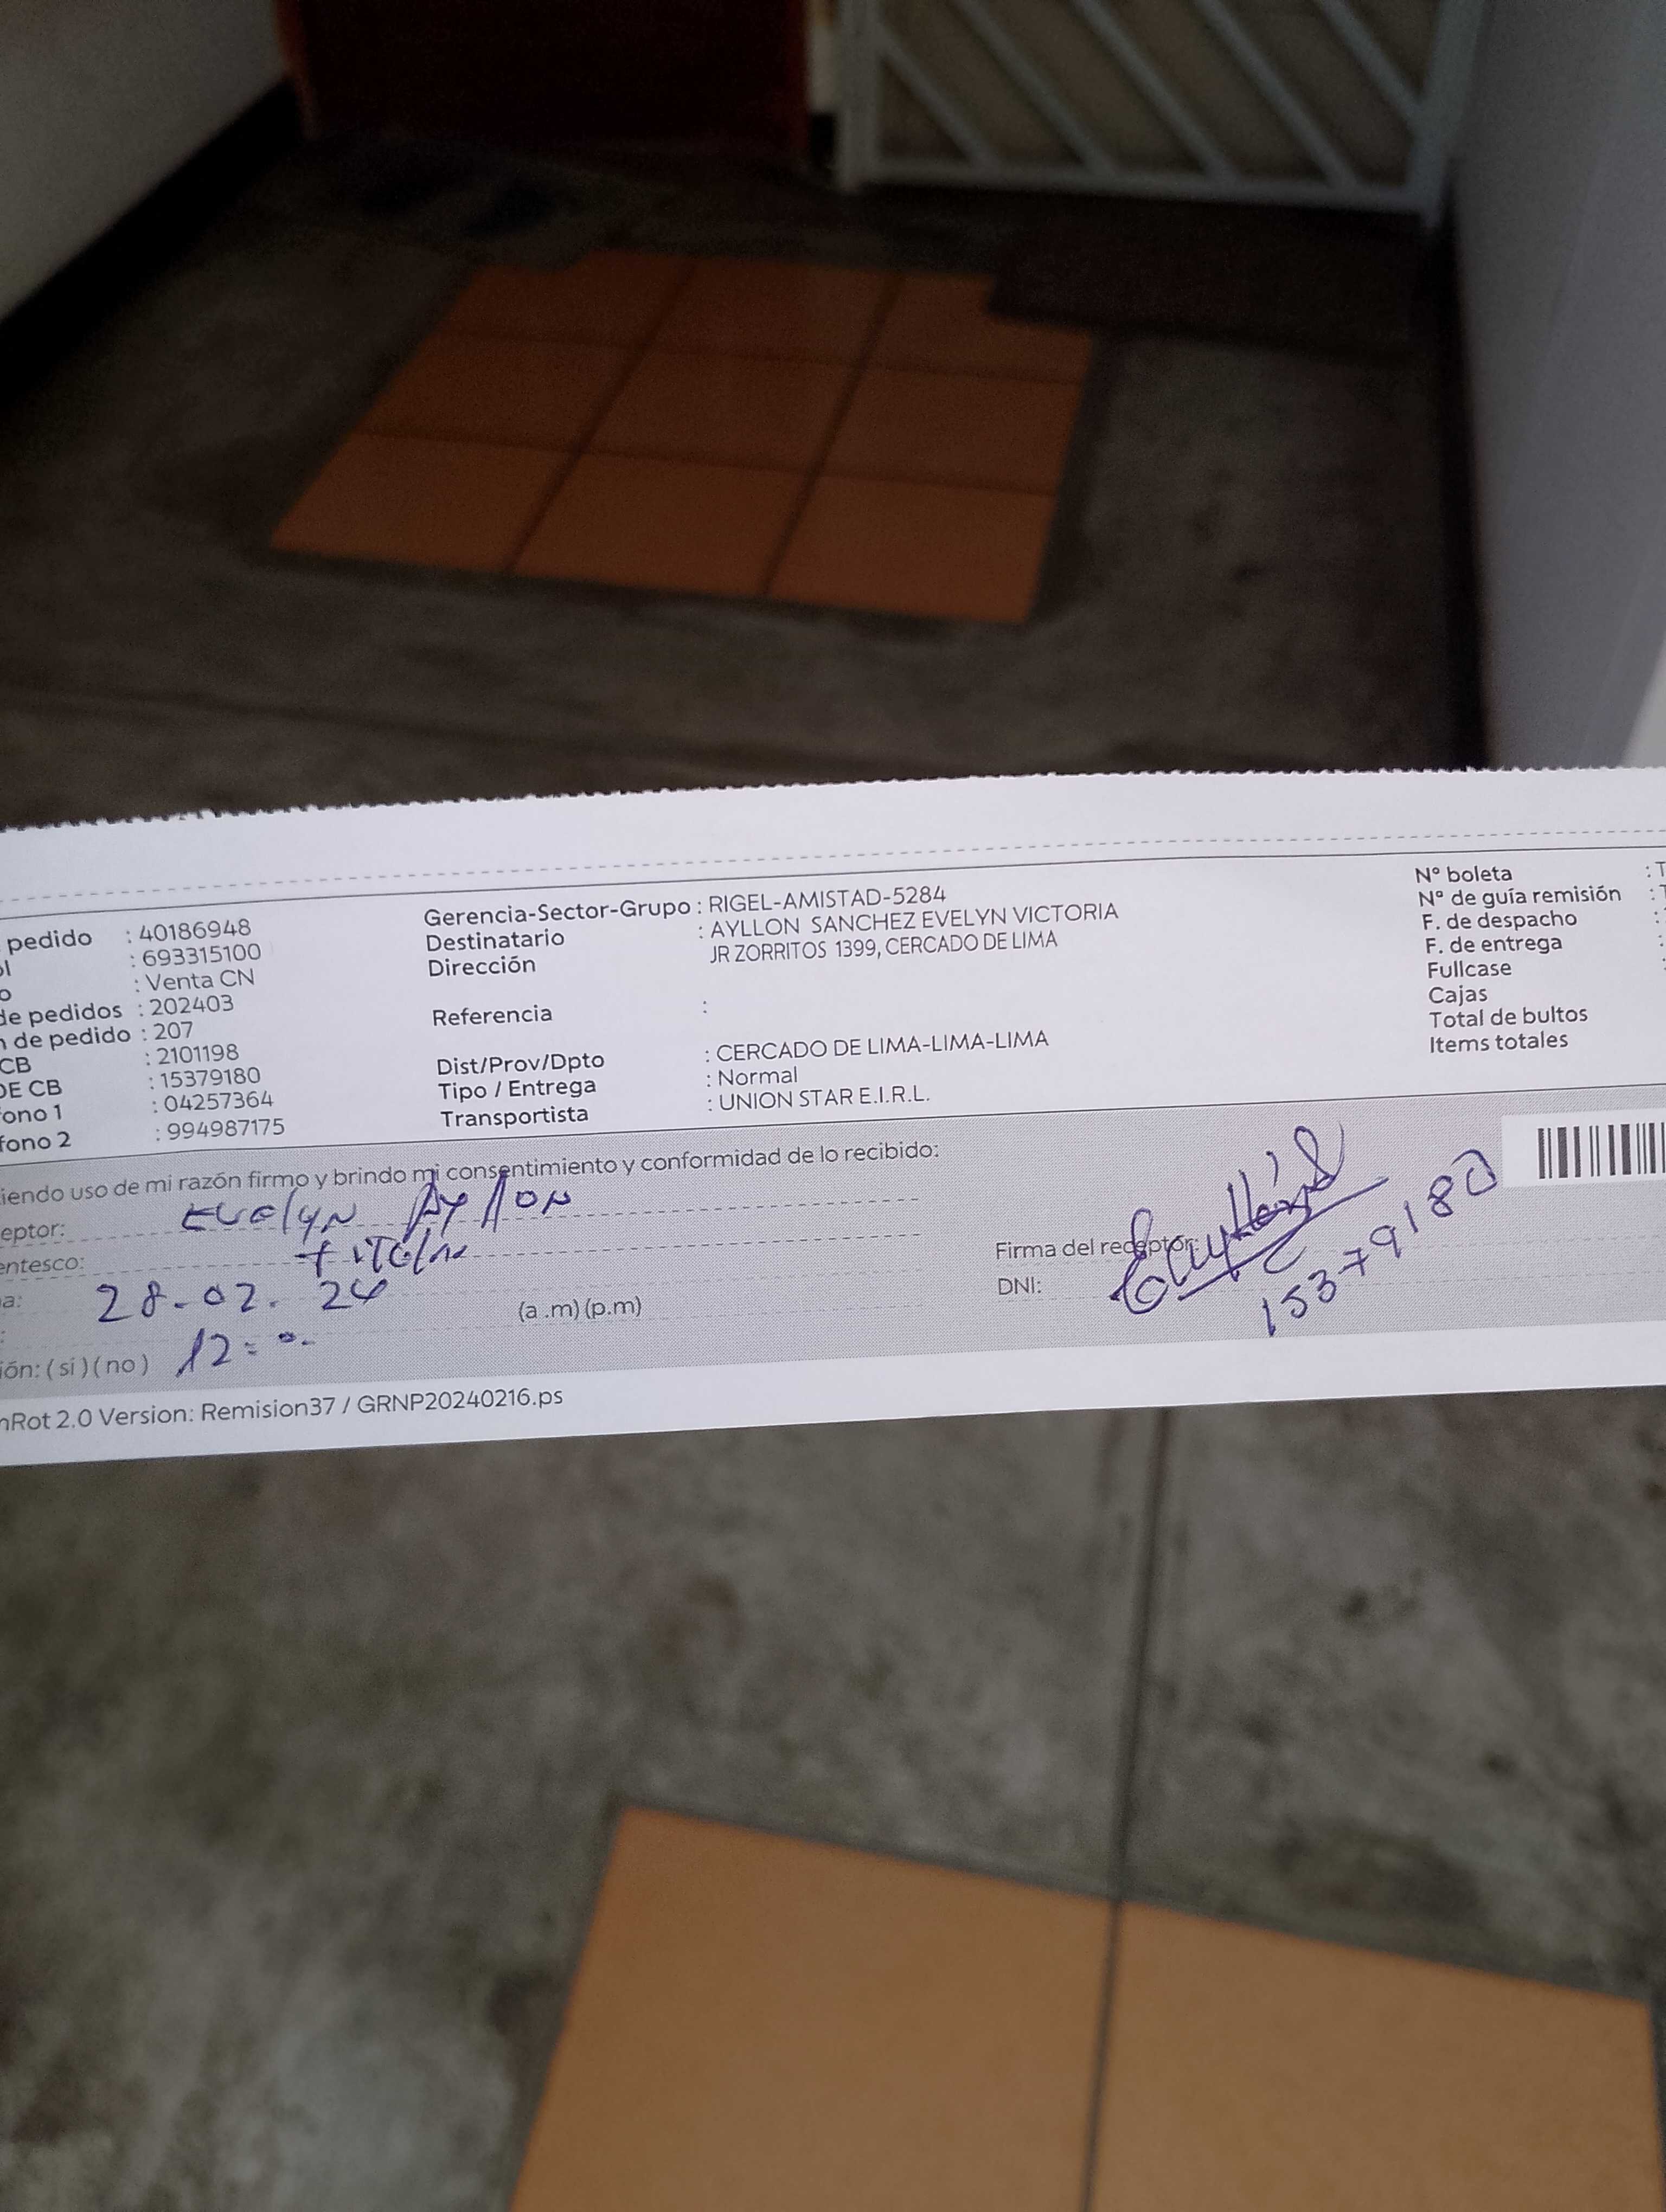 pedido : 40186948
: 693315100
o : Venta CN
de pedidos : 202403
de pedido : 207
CB : 2101198
DE CB : 15379180
fono 1 : 04257364
fono 2 : 994987175
Gerencia-Sector-Grupo : RIGEL-AMISTAD-5284
Destinatario : AYLLON SANCHEZ EVELYN VICTORIA
Dirección JR ZORRITOS 1399, CERCADO DE LIMA
Referencia :
Dist/Prov/Dpto : CERCADO DE LIMA-LIMA-LIMA
Tipo / Entrega : Normal
Transportista : UNION STAR E.I.R.L.
Nº boleta : T
Nº de guía remisión : T
F. de despacho :
F. de entrega :
Fullcase :
Cajas
Total de bultos
Items totales
iendo uso de mi razón firmo y brindo mi consentimiento y conformidad de lo recibido:
eptor: Evelyn Ayllon
entesco: titular
a: 28-02-24
: (a .m) (p.m)
ión: ( sí ) ( no ) 12=00
Firma del receptor:
DNI: 15379180
nRot 2.0 Version: Remision37 / GRNP20240216.ps